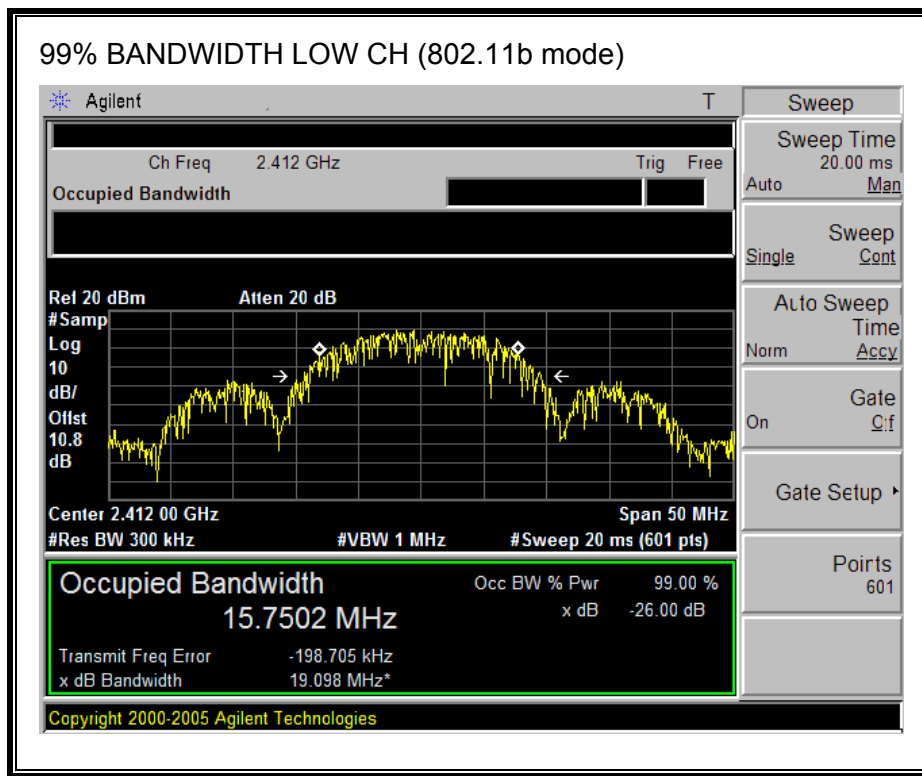 99% BANDWIDTH LOW CH (802.11b mode)
Agilent T
Ch Freq 2.412 GHz Trig Free
Occupied Bandwidth
Ref 20 dBm Atten 20 dB
#Samp
Log
10
dB/
Offst
10.8
dB
Center 2.412 00 GHz Span 50 MHz
#Res BW 300 kHz #VBW 1 MHz #Sweep 20 ms (601 pts)
Occupied Bandwidth
15.7502 MHz
Occ BW % Pwr 99.00 %
x dB -26.00 dB
Transmit Freq Error -198.705 kHz
x dB Bandwidth 19.098 MHz*
Copyright 2000-2005 Agilent Technologies
Sweep
Sweep Time
20.00 ms
Auto Man
Sweep
Single Cont
Auto Sweep
Time
Norm Accy
Gate
On Off
Gate Setup
Points
601